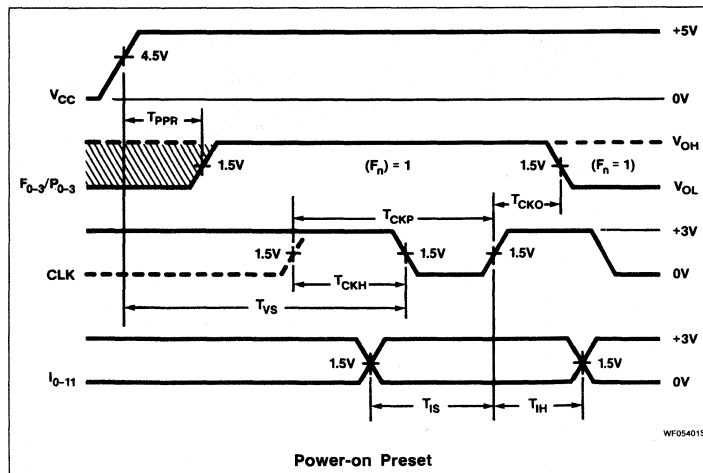 +5V
4.5V
VCC
0V
TPPR
VOH
1.5V
(Fn) = 1
1.5V
(Fn = 1)
F0-3/P0-3
VOL
TCKP
TCKO
+3V
1.5V
1.5V
1.5V
CLK
0V
TCKH
TVS
+3V
1.5V
1.5V
I0-11
0V
TIS
TIH
WF05401S
Power-on Preset